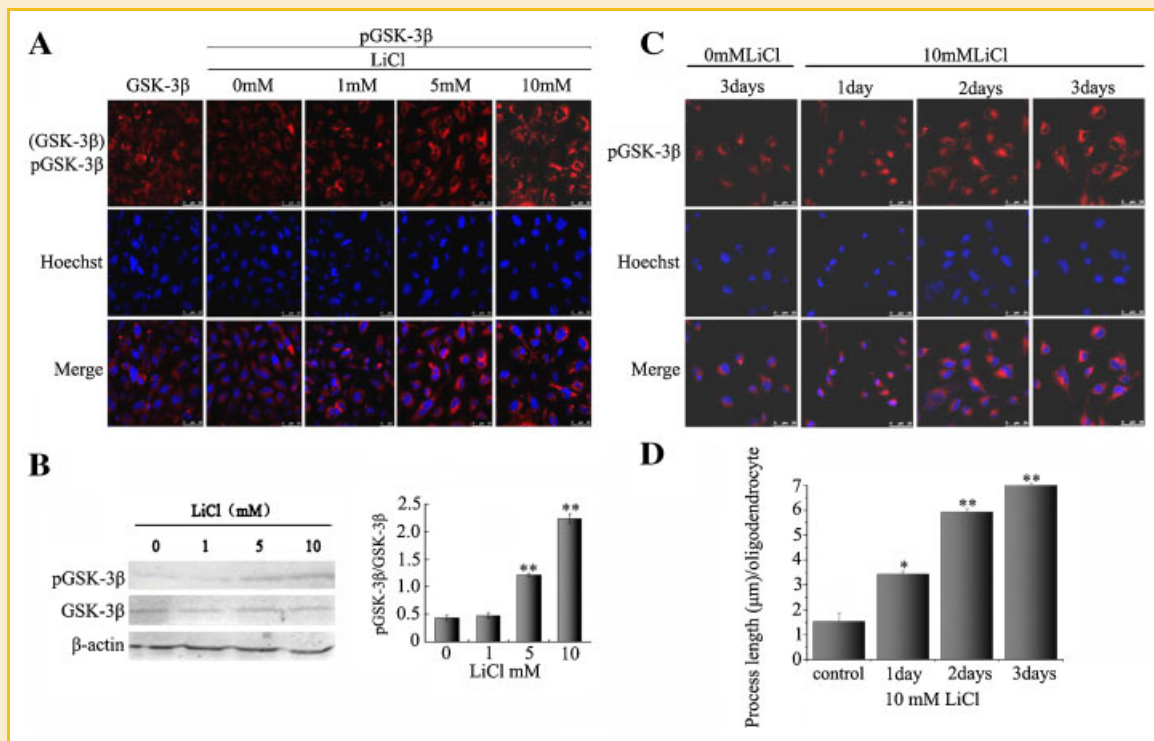 A
pGSK-3β
LiCl
GSK-3β 0mM 1mM 5mM 10mM
(GSK-3β)
pGSK-3β
Hoechst
Merge
C
0mMLiCl 10mMLiCl
3days 1day 2days 3days
pGSK-3β
Hoechst
Merge
B
LiCl (mM)
0 1 5 10
pGSK-3β
GSK-3β
β-actin
pGSK-3β/GSK-3β
2.5
2.0
1.5
1.0
0.5
0
** **
0 1 5 10
LiCl mM
D
Process length (μm)/oligodendrocyte
7
6
5
4
3
2
1
0
* ** **
control 1day 2days 3days
10 mM LiCl